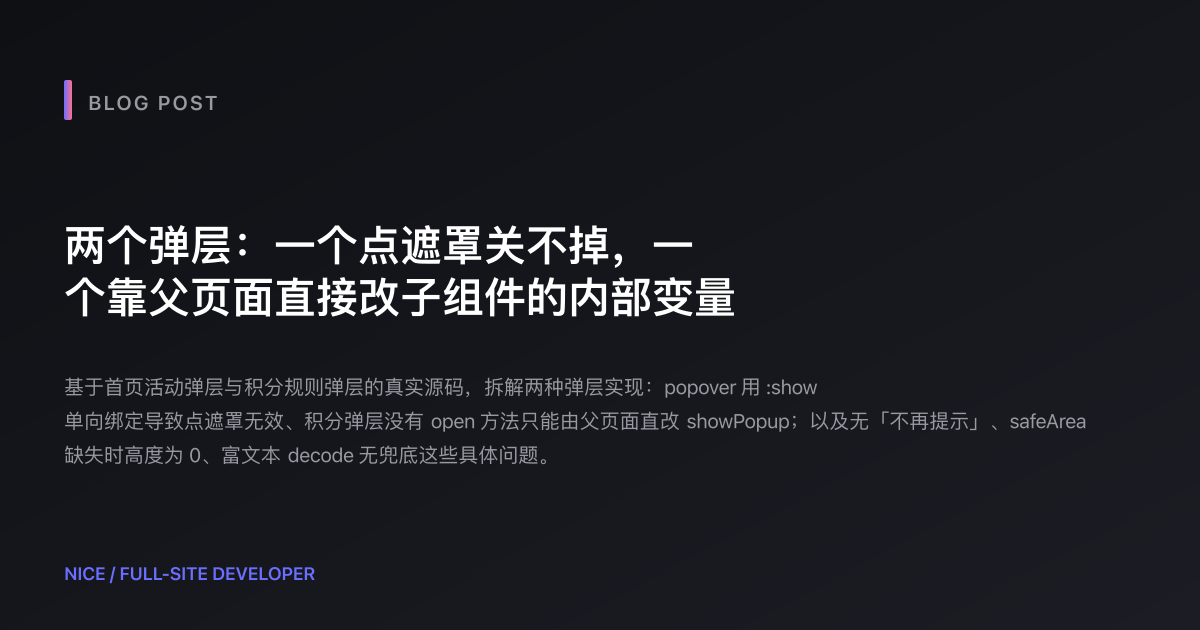 BLOG POST
两个弹层：一个点遮罩关不掉，一
个靠父页面直接改子组件的内部变量
基于首页活动弹层与积分规则弹层的真实源码，拆解两种弹层实现：popover 用 :show
单向绑定导致点遮罩无效、积分弹层没有 open 方法只能由父页面直改 showPopup；以及无「不再提示」、safeArea
缺失时高度为 0、富文本 decode 无兜底这些具体问题。
NICE / FULL-SITE DEVELOPER